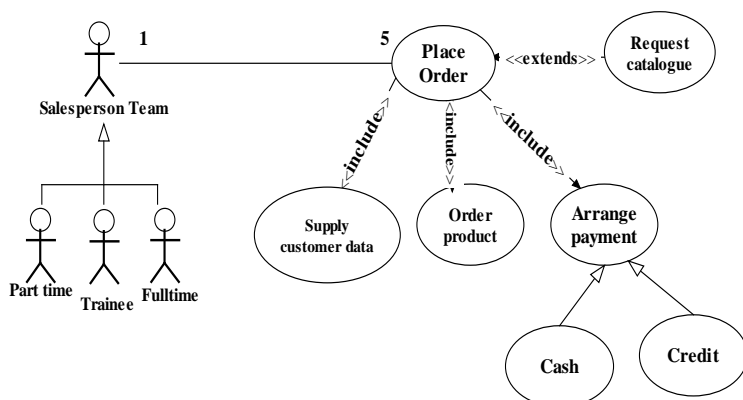 1
5
Place
Order
<<extends>>
Request
catalogue
Salesperson Team
<<include>>
<<include>>
<<include>>
Supply
customer data
Order
product
Arrange
payment
Part time
Trainee
Fulltime
Cash
Credit